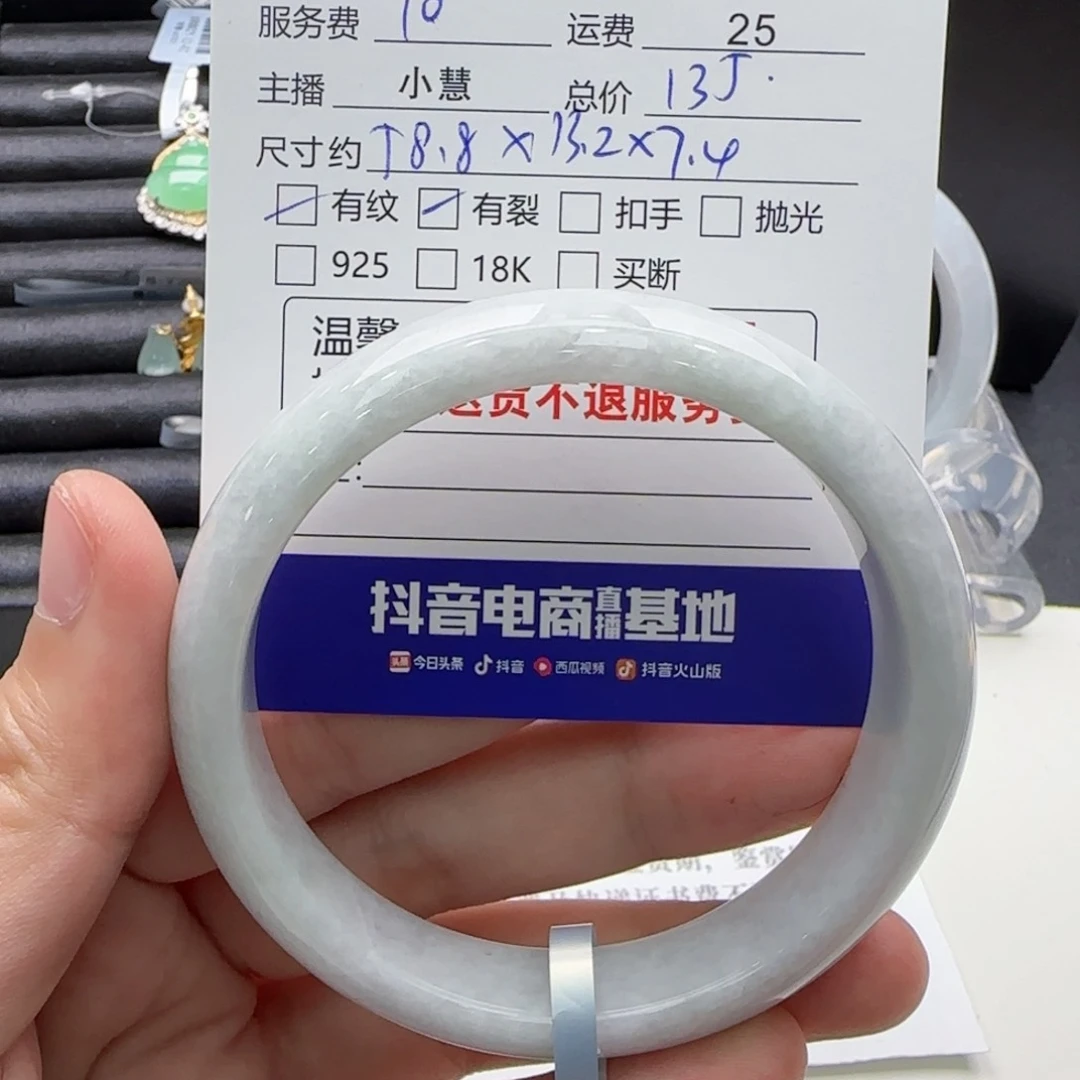 服务费 10 运费 25
主播 小慧 总价 135.
尺寸约 58.8×13.2×7.4
有纹 有裂 扣手 抛光
925 18K 买断
温馨
退货不退服务
抖音电商直播基地
头条 今日头条 抖音 西瓜视频 抖音火山版